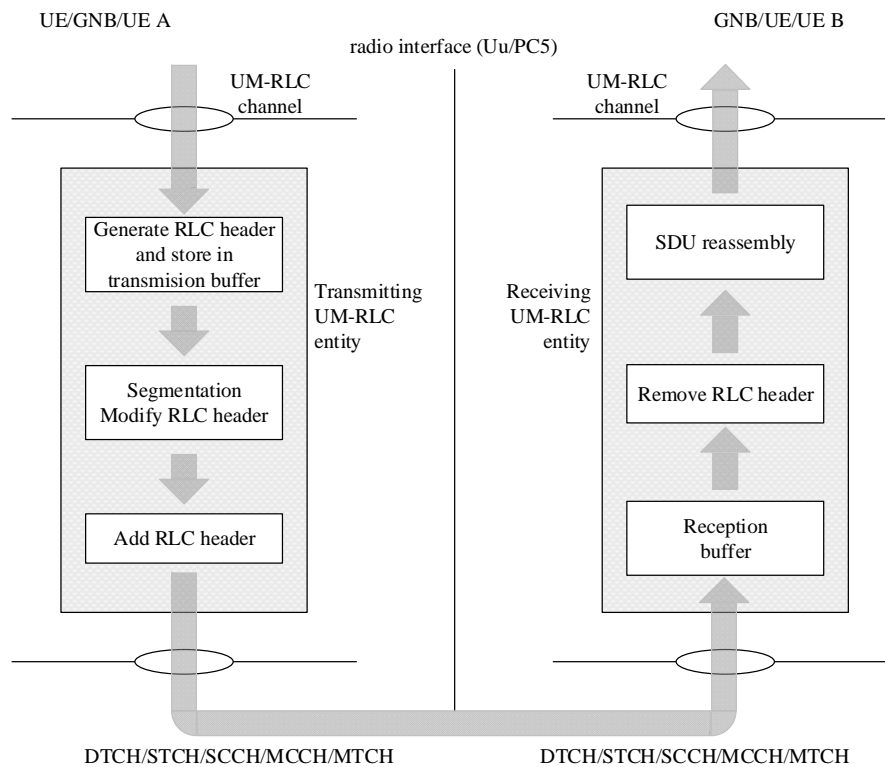 UE/GNB/UE A
GNB/UE/UE B
radio interface (Uu/PC5)
UM-RLC
channel
UM-RLC
channel
Generate RLC header
and store in
transmision buffer
Transmitting
UM-RLC
entity
Segmentation
Modify RLC header
Add RLC header
SDU reassembly
Receiving
UM-RLC
entity
Remove RLC header
Reception
buffer
DTCH/STCH/SCCH/MCCH/MTCH
DTCH/STCH/SCCH/MCCH/MTCH